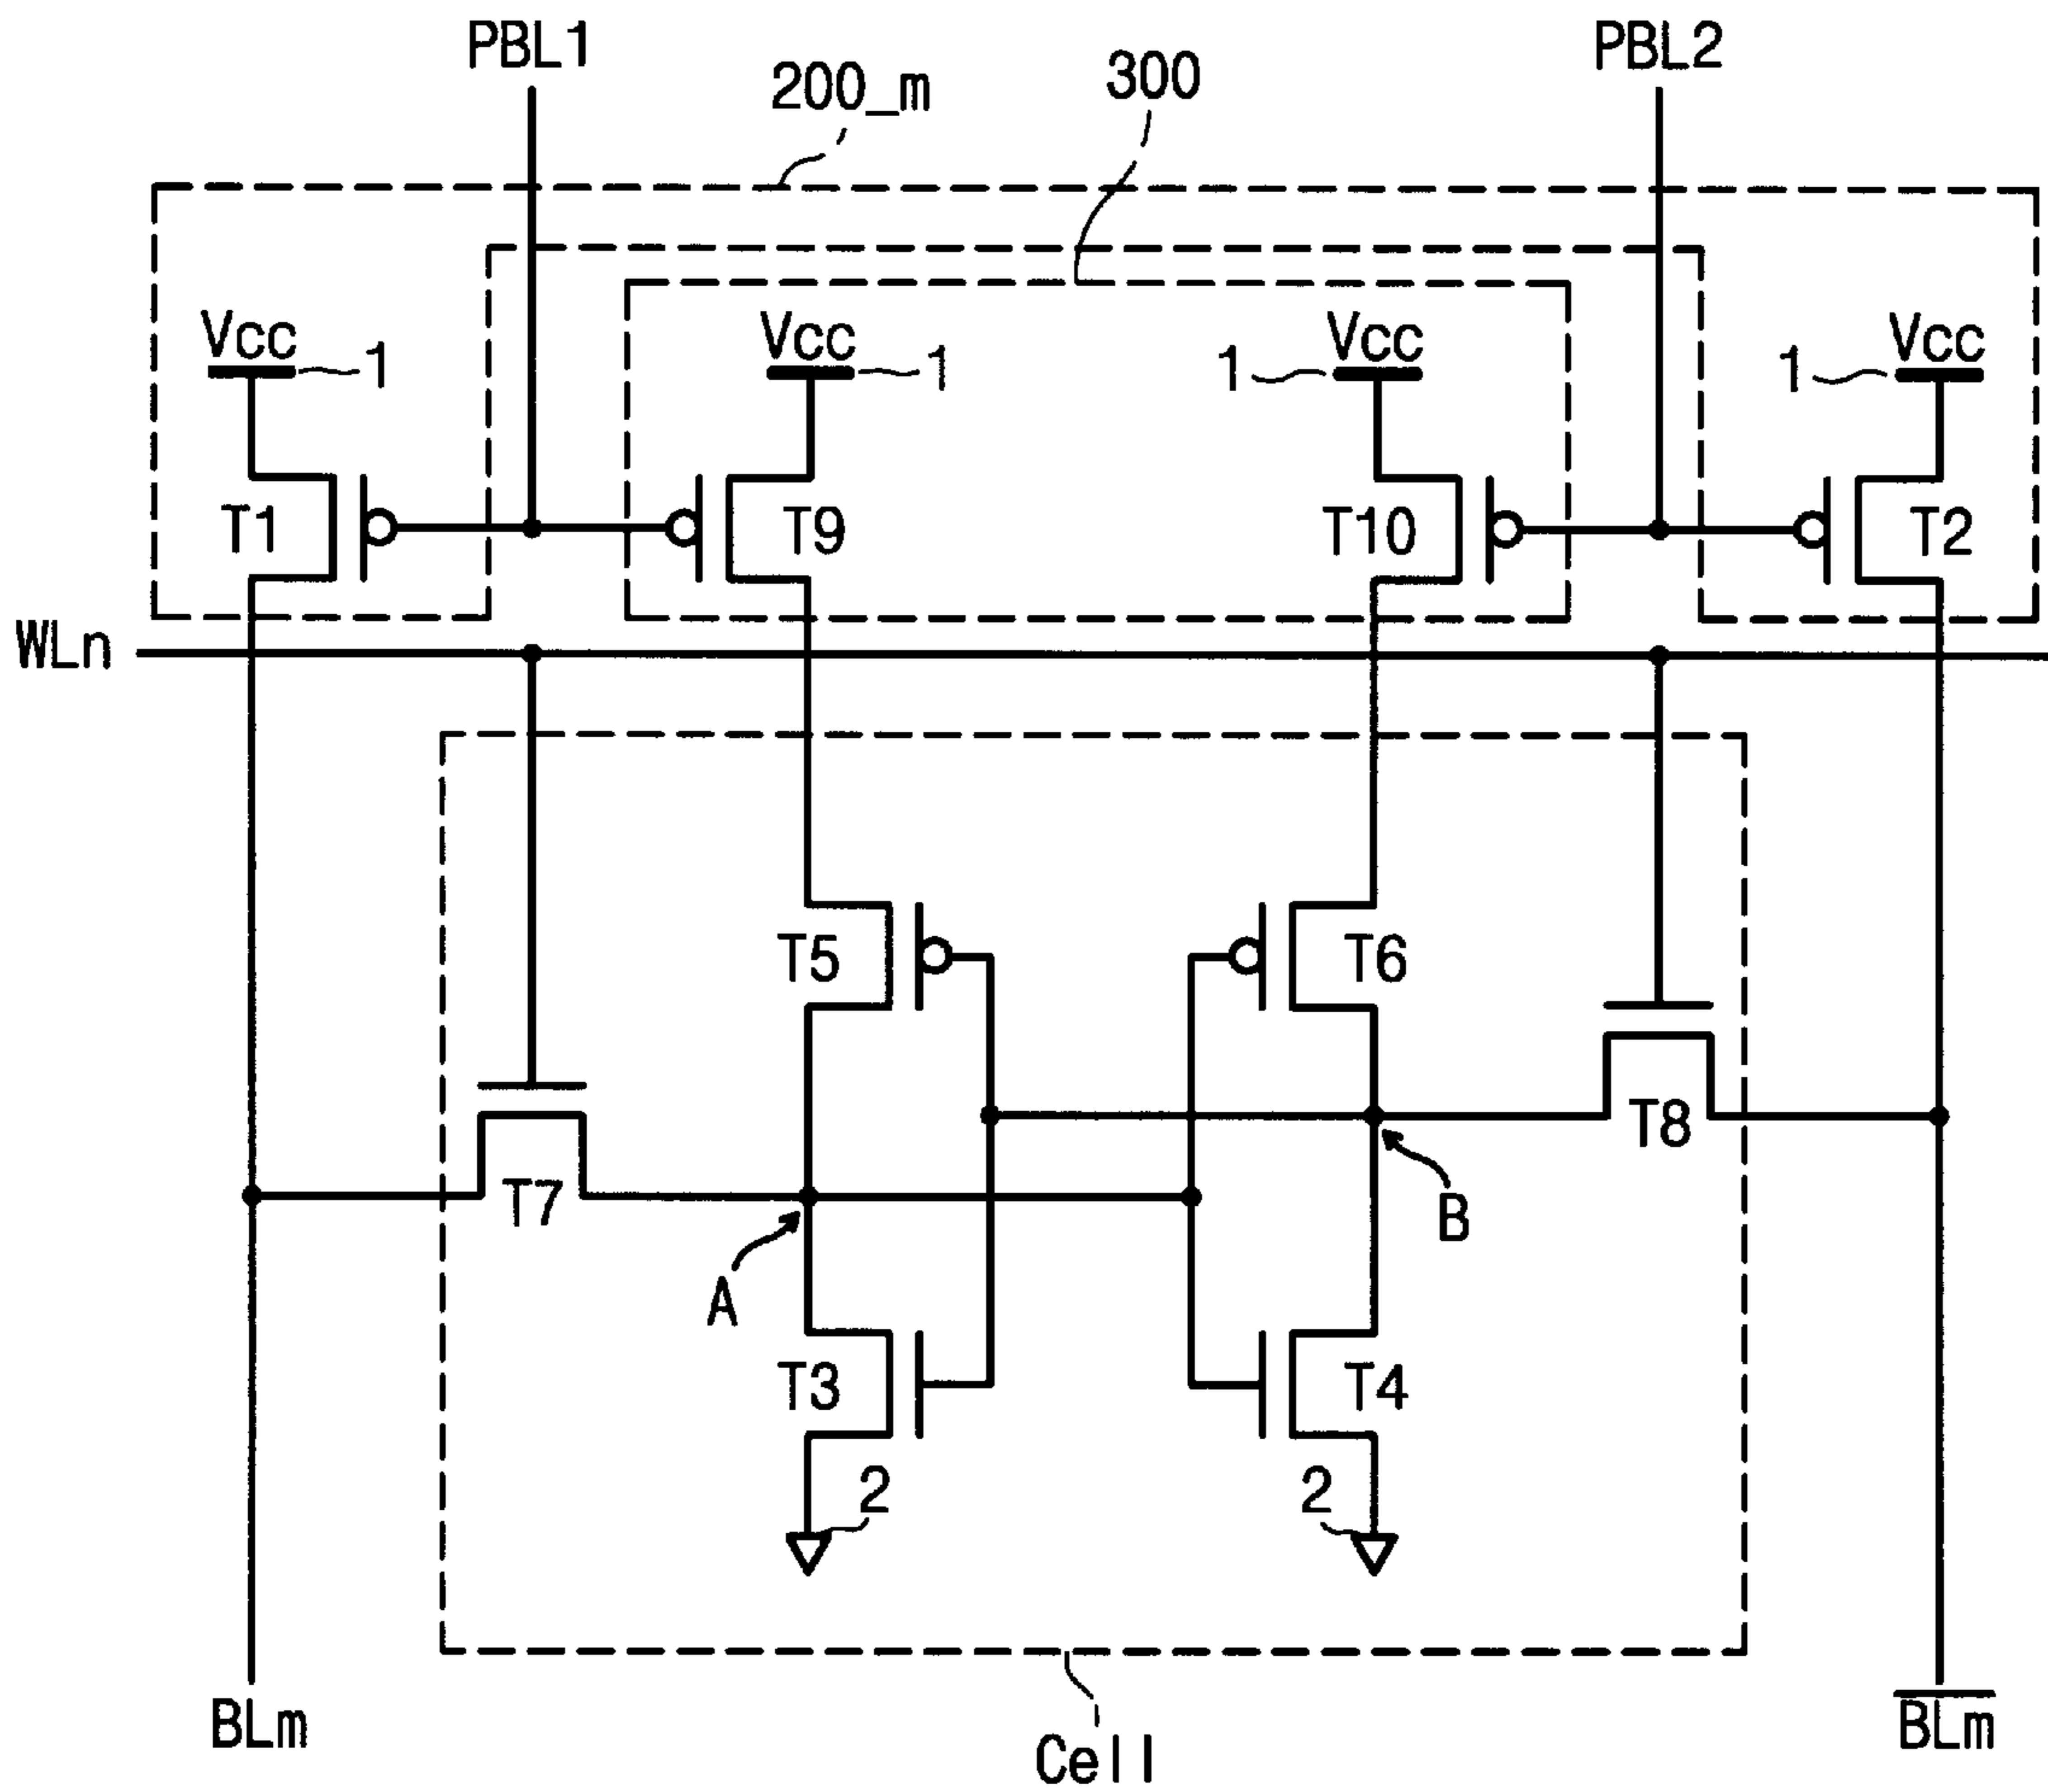 PBL1
PBL2
200_m
300
Vcc
1
Vcc
1
1
Vcc
1
Vcc
T1
T9
T10
T2
WLn
T5
T6
T7
T8
A
B
T3
T4
2
2
BLm
B̅L̅m̅
Cell